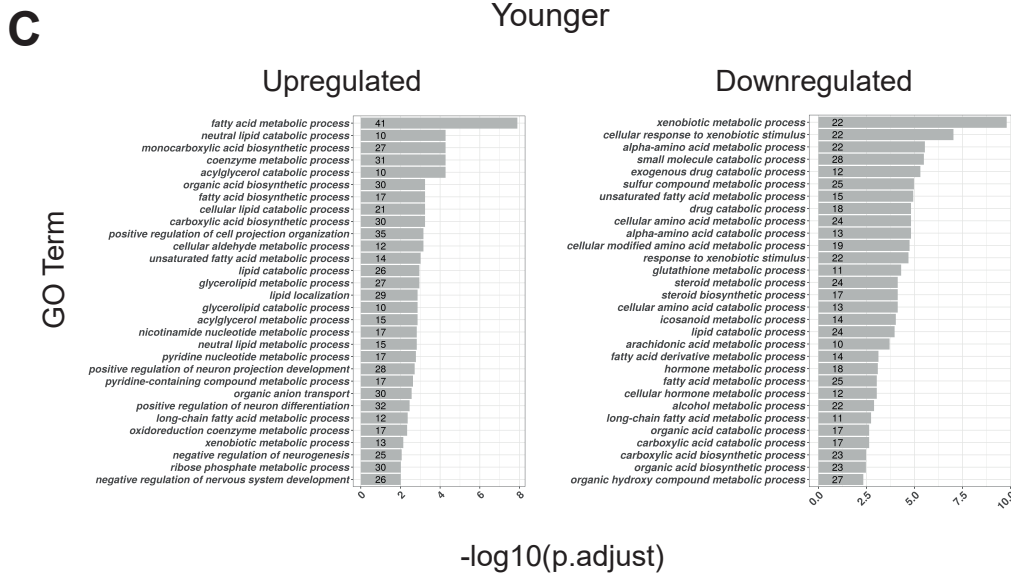 C
Younger
Upregulated
Downregulated
GO Term
fatty acid metabolic process 41
neutral lipid catabolic process 10
monocarboxylic acid biosynthetic process 27
coenzyme metabolic process 31
acylglycerol catabolic process 10
organic acid biosynthetic process 30
fatty acid biosynthetic process 17
cellular lipid catabolic process 21
carboxylic acid biosynthetic process 30
positive regulation of cell projection organization 35
cellular aldehyde metabolic process 12
unsaturated fatty acid metabolic process 14
lipid catabolic process 26
glycerolipid metabolic process 27
lipid localization 29
glycerolipid catabolic process 10
acylglycerol metabolic process 15
nicotinamide nucleotide metabolic process 17
neutral lipid metabolic process 15
pyridine nucleotide metabolic process 17
positive regulation of neuron projection development 28
pyridine-containing compound metabolic process 17
organic anion transport 30
positive regulation of neuron differentiation 32
long-chain fatty acid metabolic process 12
oxidoreduction coenzyme metabolic process 17
xenobiotic metabolic process 13
negative regulation of neurogenesis 25
ribose phosphate metabolic process 30
negative regulation of nervous system development 26
0 2 4 6 8
xenobiotic metabolic process 22
cellular response to xenobiotic stimulus 22
alpha-amino acid metabolic process 22
small molecule catabolic process 28
exogenous drug catabolic process 12
sulfur compound metabolic process 25
unsaturated fatty acid metabolic process 15
drug catabolic process 18
cellular amino acid metabolic process 24
alpha-amino acid catabolic process 13
cellular modified amino acid metabolic process 19
response to xenobiotic stimulus 22
glutathione metabolic process 11
steroid metabolic process 24
steroid biosynthetic process 17
cellular amino acid catabolic process 13
icosanoid metabolic process 14
lipid catabolic process 24
arachidonic acid metabolic process 10
fatty acid derivative metabolic process 14
hormone metabolic process 18
fatty acid metabolic process 25
cellular hormone metabolic process 12
alcohol metabolic process 22
long-chain fatty acid metabolic process 11
organic acid catabolic process 17
carboxylic acid catabolic process 17
carboxylic acid biosynthetic process 23
organic acid biosynthetic process 23
organic hydroxy compound metabolic process 27
0.0 2.5 5.0 7.5 10.0
-log10(p.adjust)